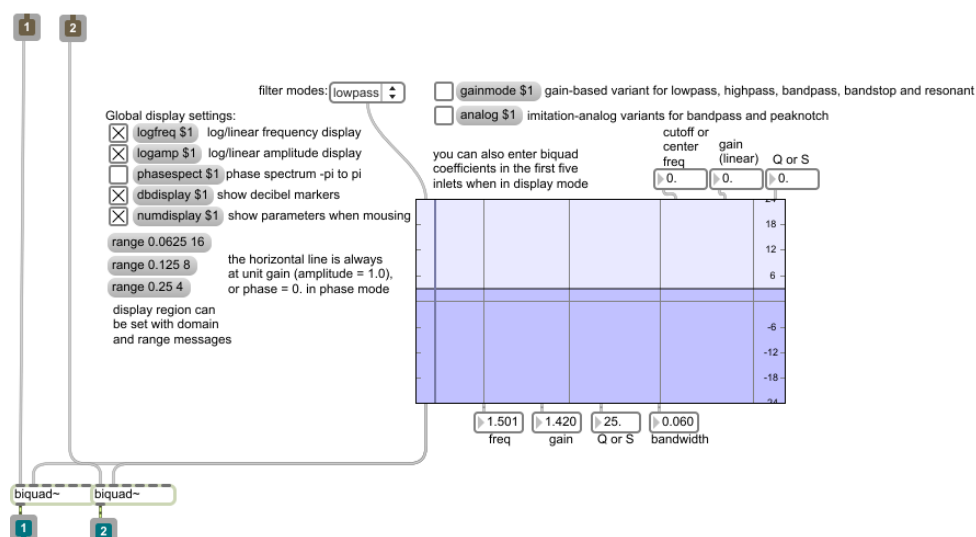 1
2
filter modes: lowpass
gainmode $1 gain-based variant for lowpass, highpass, bandpass, bandstop and resonant
analog $1 imitation-analog variants for bandpass and peaknotch
Global display settings:
logfreq $1 log/linear frequency display
logamp $1 log/linear amplitude display
phasespect $1 phase spectrum -pi to pi
dbdisplay $1 show decibel markers
numdisplay $1 show parameters when mousing
range 0.0625 16
range 0.125 8
range 0.25 4
display region can
be set with domain
and range messages
the horizontal line is always
at unit gain (amplitude = 1.0),
or phase = 0. in phase mode
you can also enter biquad
coefficients in the first five
inlets when in display mode
cutoff or
center
freq
gain
(linear)
Q or S
0.
0.
0.
24
18
12
6
-6
-12
-18
-24
1.501
1.420
25.
0.060
freq
gain
Q or S
bandwidth
biquad~
biquad~
1
2